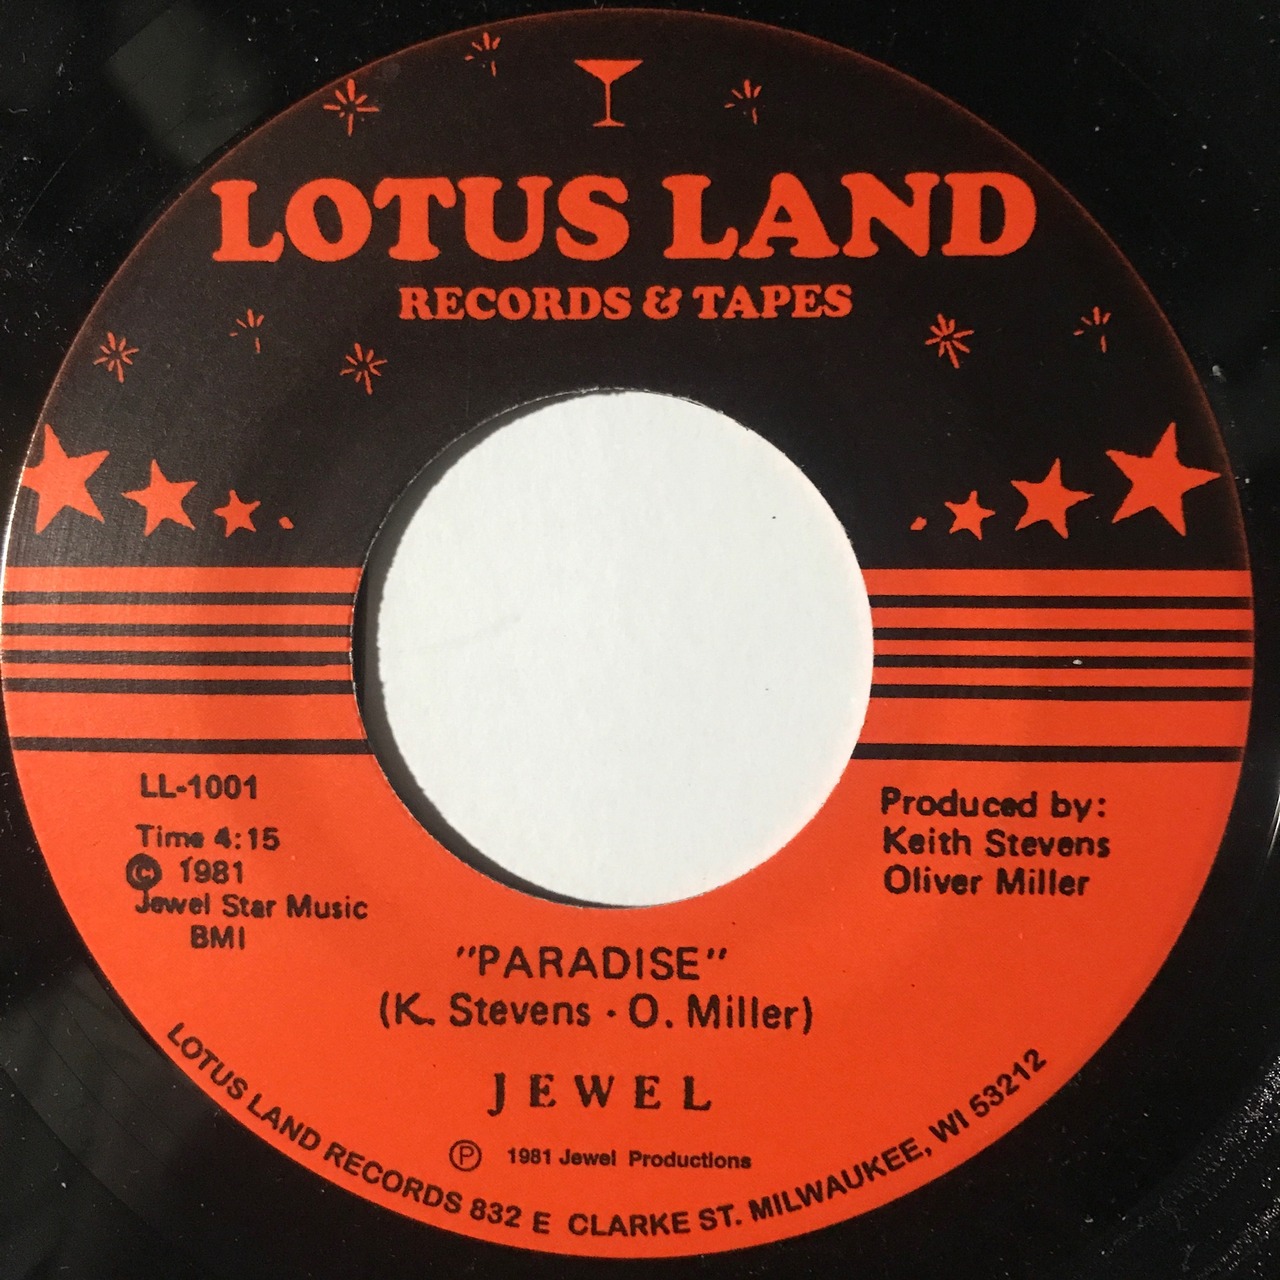 LOTUS LAND
RECORDS & TAPES
LL-1001
Time 4:15
© 1981
Jewel Star Music
BMI
Produced by:
Keith Stevens
Oliver Miller
"PARADISE"
(K. Stevens · O. Miller)
JEWEL
℗ 1981 Jewel Productions
LOTUS LAND RECORDS 832 E CLARKE ST. MILWAUKEE, WI 53212